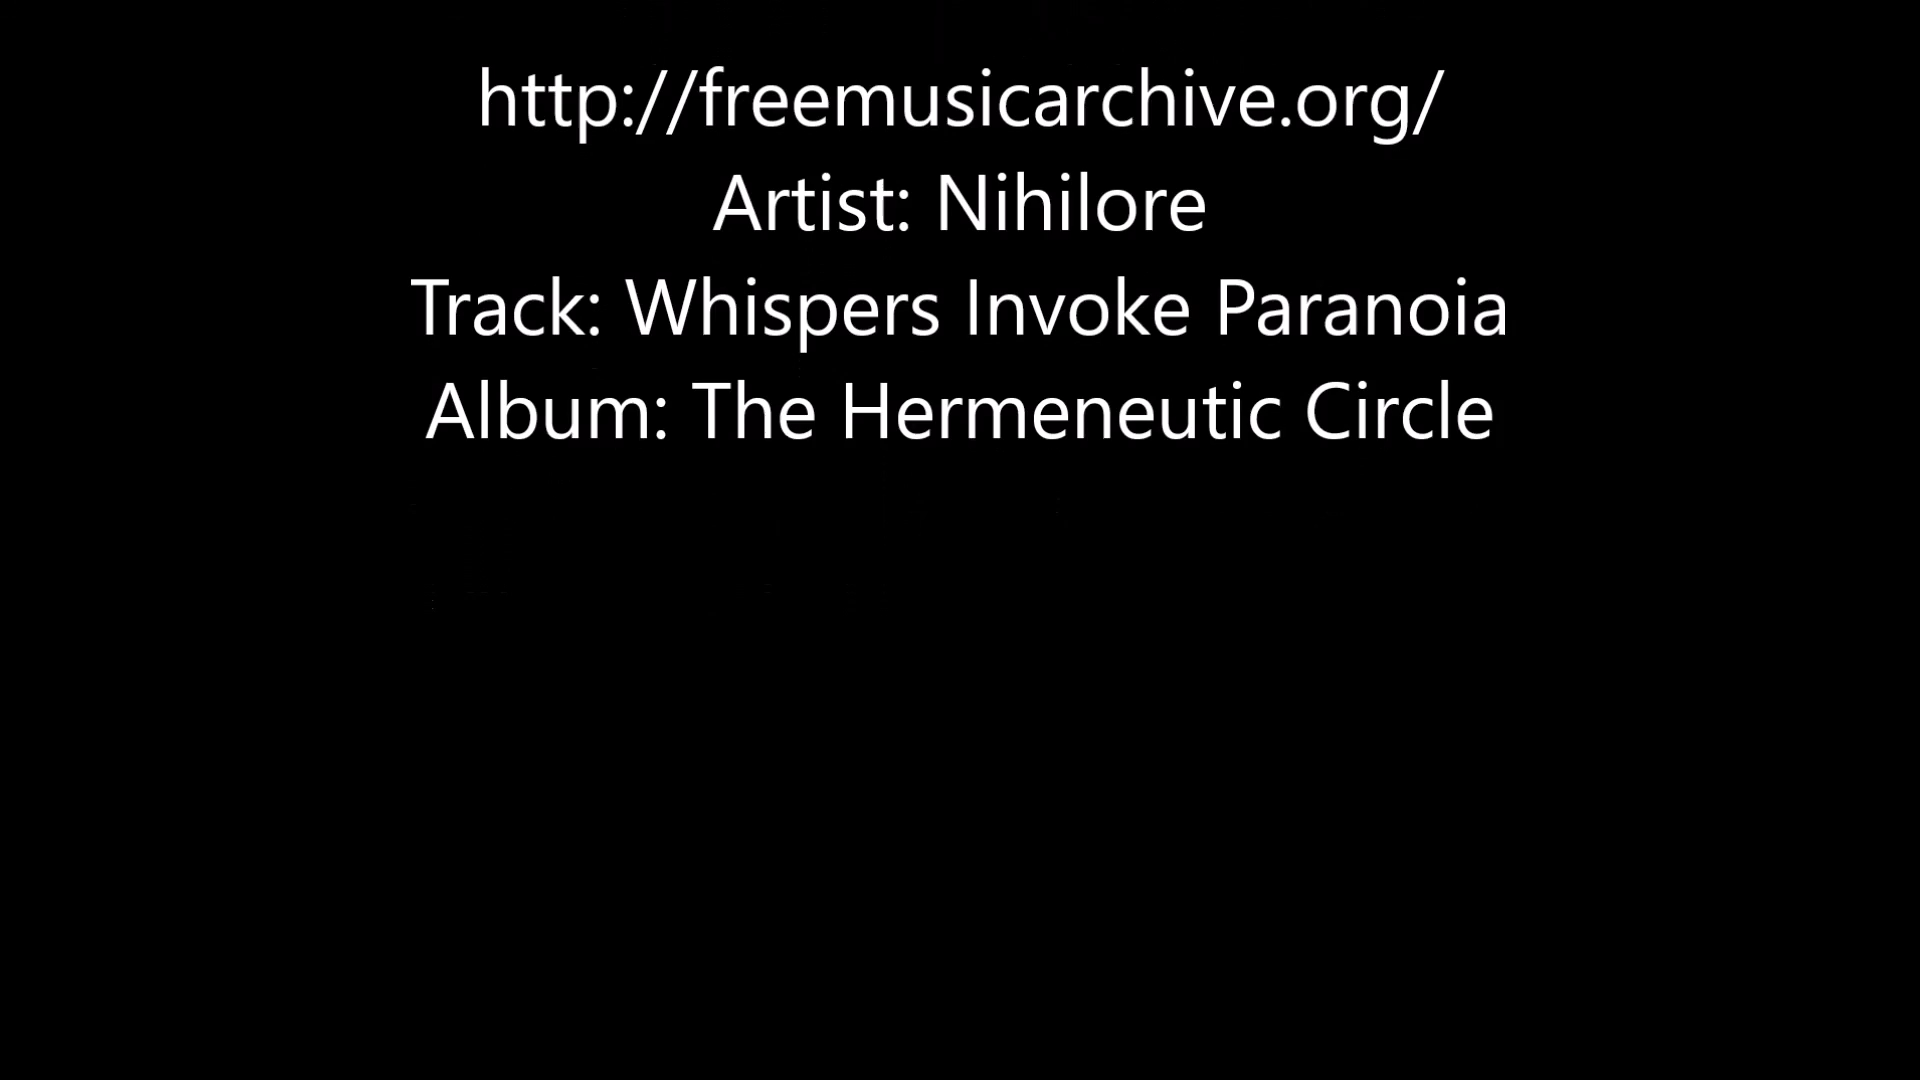 http://freemusicarchive.org/
Artist: Nihilore
Track: Whispers Invoke Paranoia
Album: The Hermeneutic Circle